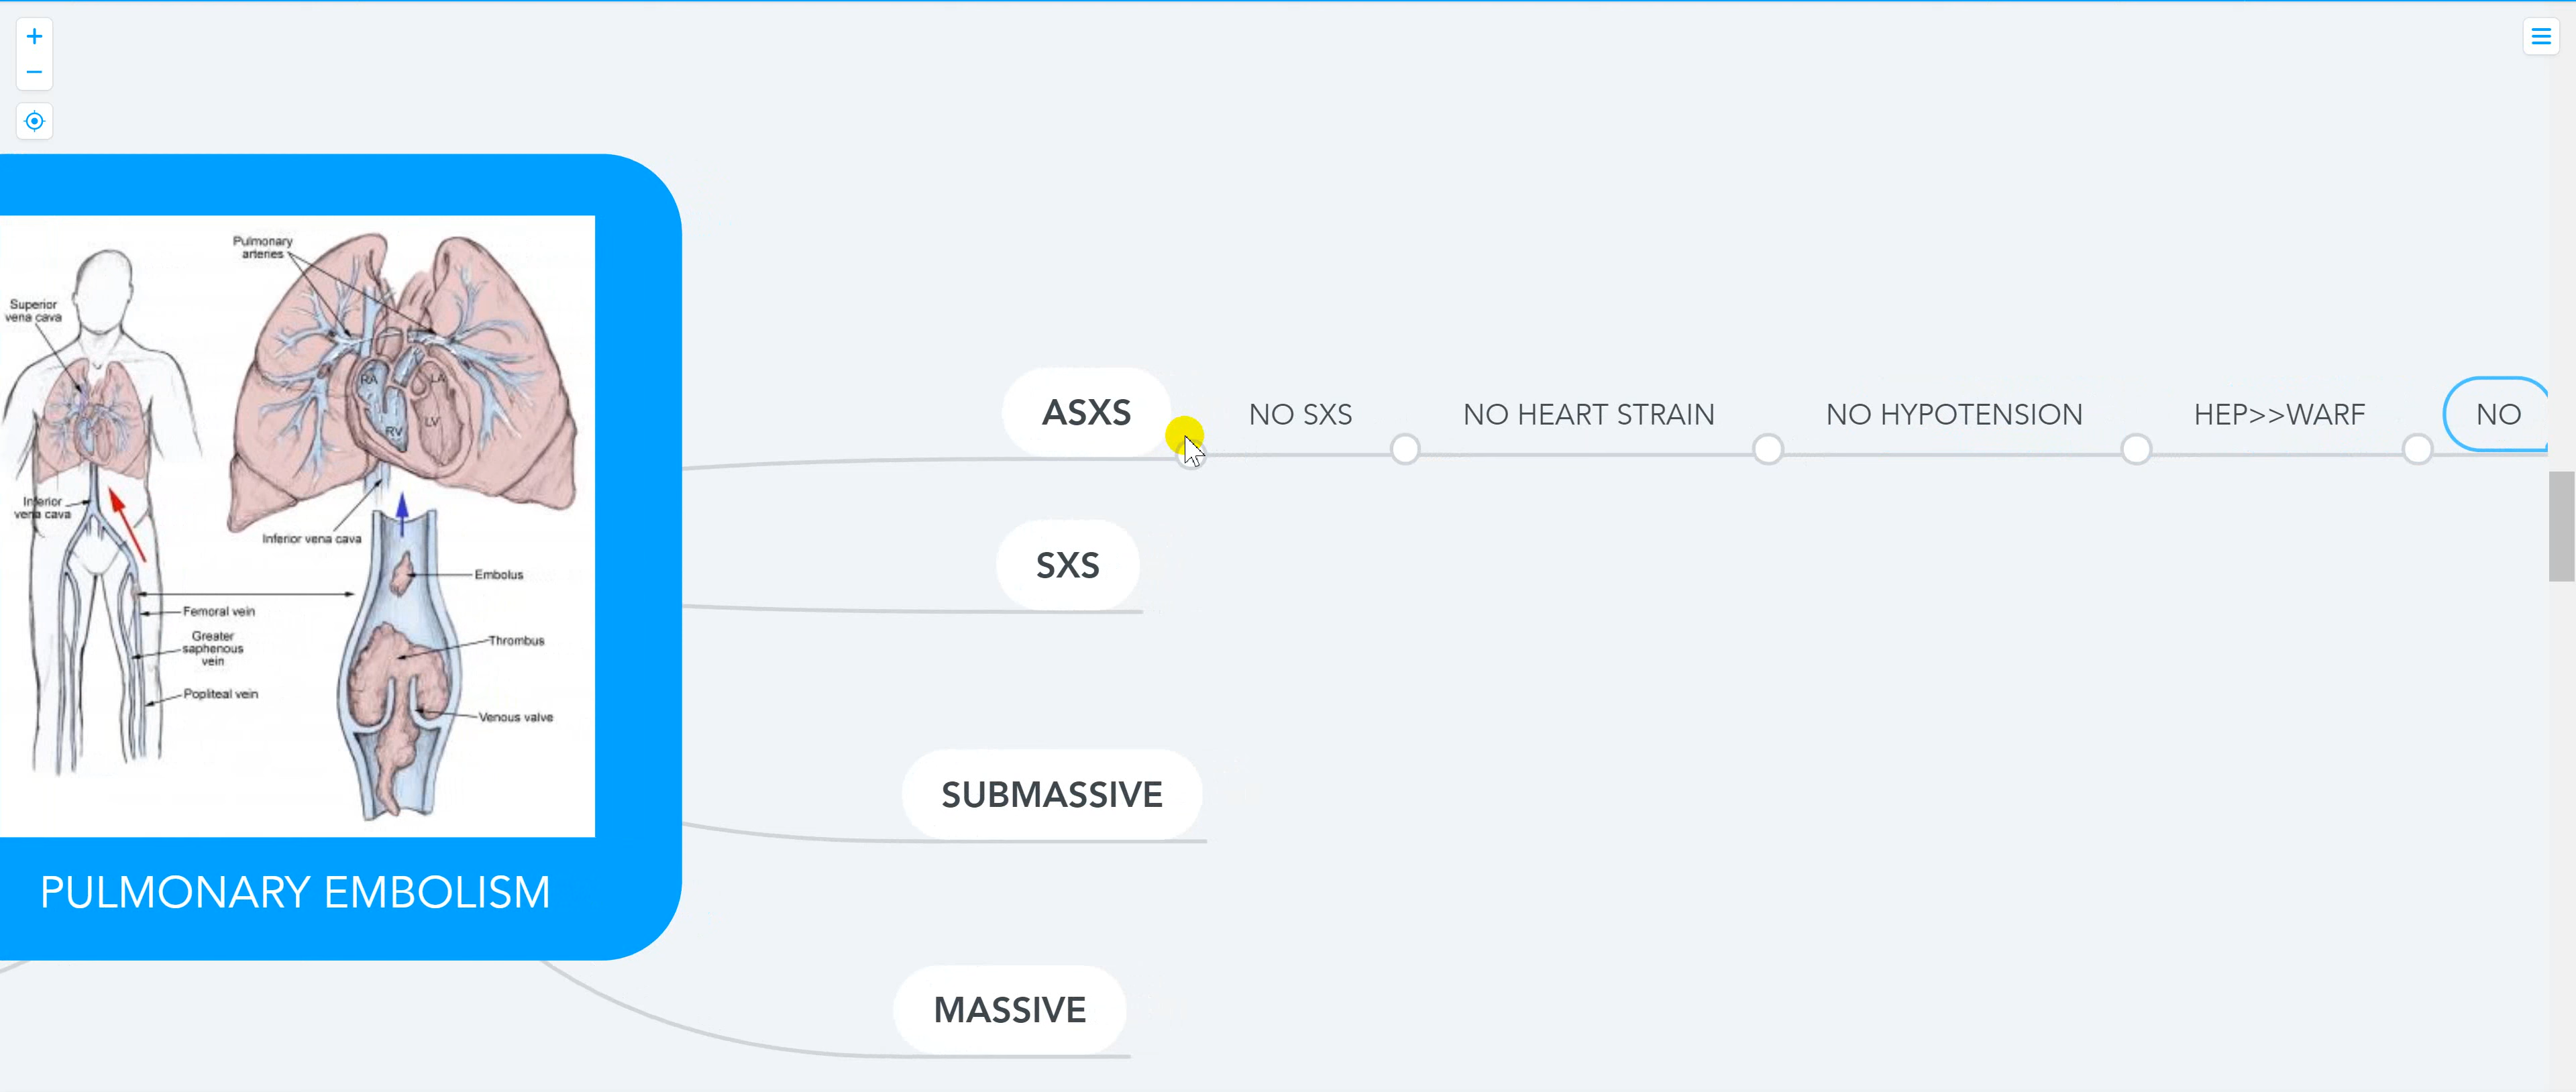 Pulmonary
arteries
Superior
vena cava
RA
LA
RV
LV
Inferior
vena cava
Inferior vena cava
Embolus
Femoral vein
Greater
saphenous
vein
Thrombus
Popliteal vein
Venous valve
PULMONARY EMBOLISM
ASXS
NO SXS
NO HEART STRAIN
NO HYPOTENSION
HEP>>WARF
NO
SXS
SUBMASSIVE
MASSIVE